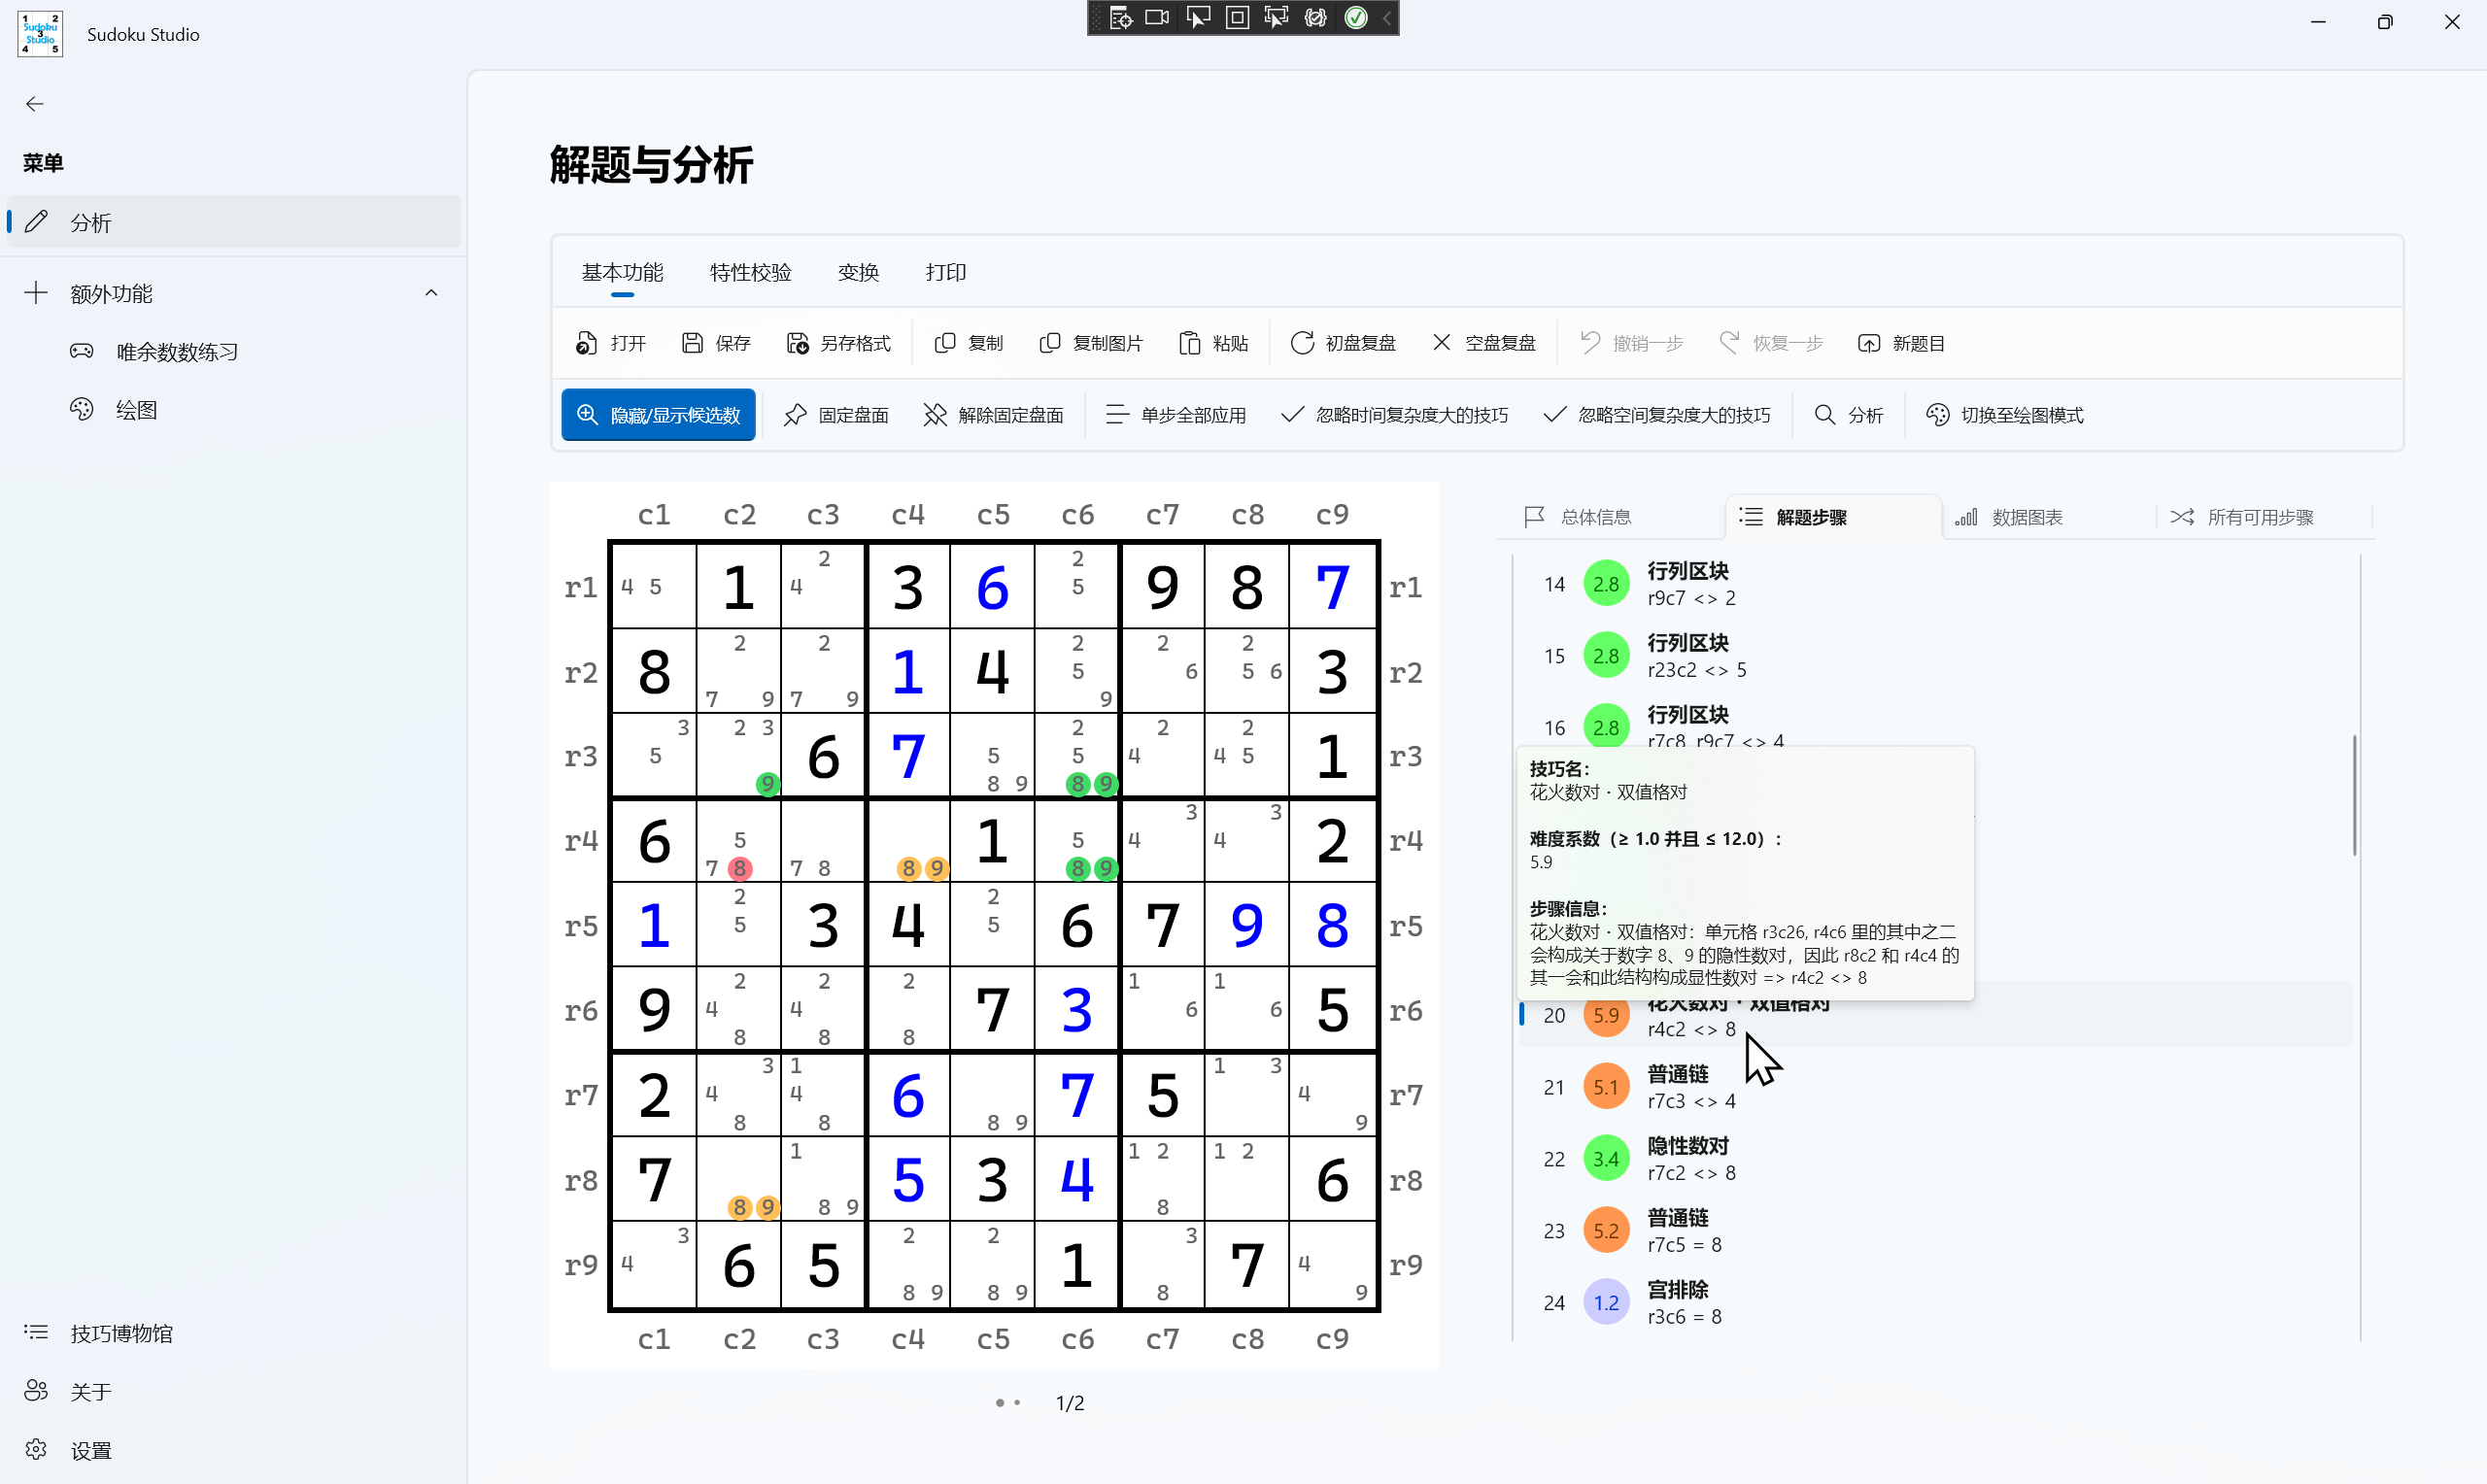 1 2
Sudoku
3
Studio
4 5
Sudoku Studio
菜单
分析
额外功能
唯余数数练习
绘图
技巧博物馆
关于
设置
解题与分析
基本功能 特性校验 变换 打印
打开 保存 另存格式 复制 复制图片 粘贴 初盘复盘 空盘复盘 撤销一步 恢复一步 新题目
隐藏/显示候选数 固定盘面 解除固定盘面 单步全部应用 忽略时间复杂度大的技巧 忽略空间复杂度大的技巧 分析 切换至绘图模式
c1 c2 c3 c4 c5 c6 c7 c8 c9
2 2
r1 4 5 1 4 3 6 5 9 8 7 r1
2 2 2 2 2
r2 8 1 4 5 6 5 6 3 r2
7 9 7 9 9
3 2 3 2 2 2
r3 5 6 7 5 5 4 4 5 1 r3
9 8 9 8 9
3 3
r4 6 5 1 5 4 4 2 r4
7 8 7 8 8 9 8 9
2 2
r5 1 5 3 4 5 6 7 9 8 r5
2 2 2 1 1
r6 9 4 4 7 3 6 6 5 r6
8 8 8
3 1 1 3
r7 2 4 4 6 7 5 4 r7
8 8 8 9 9
1 1 2 1 2
r8 7 5 3 4 6 r8
8 9 8 9 8
3 2 2 3
r9 4 6 5 1 7 4 r9
8 9 8 9 8 9
c1 c2 c3 c4 c5 c6 c7 c8 c9
1/2
总体信息 解题步骤 数据图表 所有可用步骤
14 2.8 行列区块
r9c7 <> 2
15 2.8 行列区块
r23c2 <> 5
16 2.8 行列区块
r7c8, r9c7 <> 4
技巧名：
花火数对 · 双值格对
难度系数（≥ 1.0 并且 ≤ 12.0）：
5.9
步骤信息：
花火数对 · 双值格对：单元格 r3c26, r4c6 里的其中之二
会构成关于数字 8、9 的隐性数对，因此 r8c2 和 r4c4 的
其一会和此结构构成显性数对 => r4c2 <> 8
20 5.9 花火数对 · 双值格对
r4c2 <> 8
21 5.1 普通链
r7c3 <> 4
22 3.4 隐性数对
r7c2 <> 8
23 5.2 普通链
r7c5 = 8
24 1.2 宫排除
r3c6 = 8